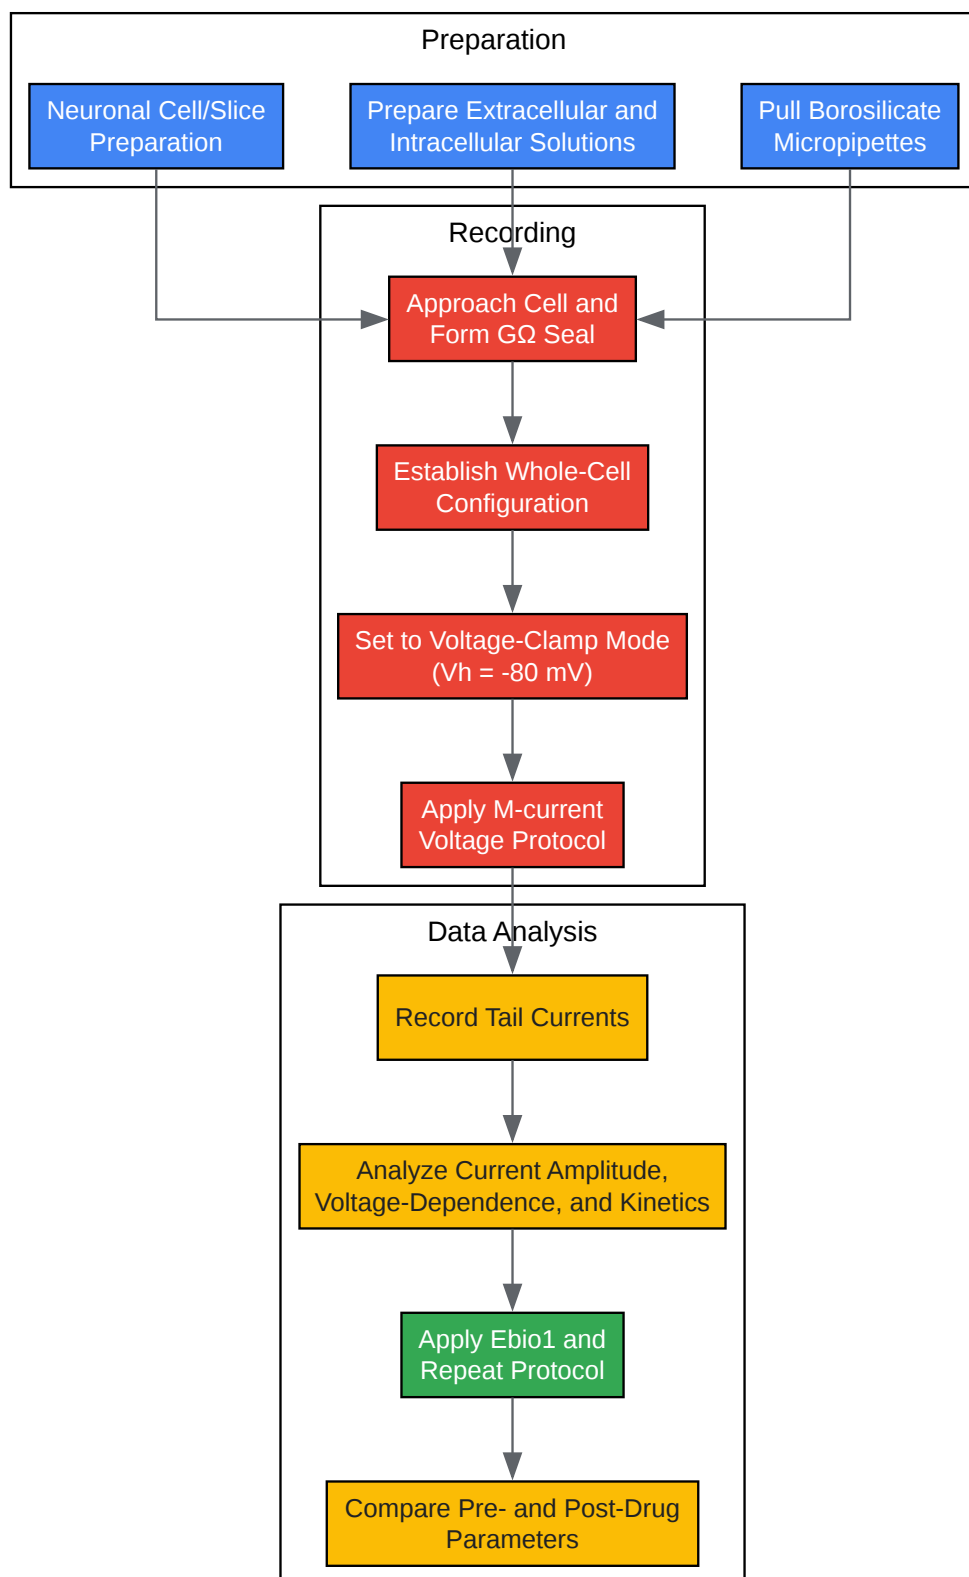 Preparation
Neuronal Cell/Slice
Preparation
Prepare Extracellular and
Intracellular Solutions
Pull Borosilicate
Micropipettes
Recording
Approach Cell and
Form GΩ Seal
Establish Whole-Cell
Configuration
Set to Voltage-Clamp Mode
(Vh = -80 mV)
Apply M-current
Voltage Protocol
Data Analysis
Record Tail Currents
Analyze Current Amplitude,
Voltage-Dependence, and Kinetics
Apply Ebio1 and
Repeat Protocol
Compare Pre- and Post-Drug
Parameters